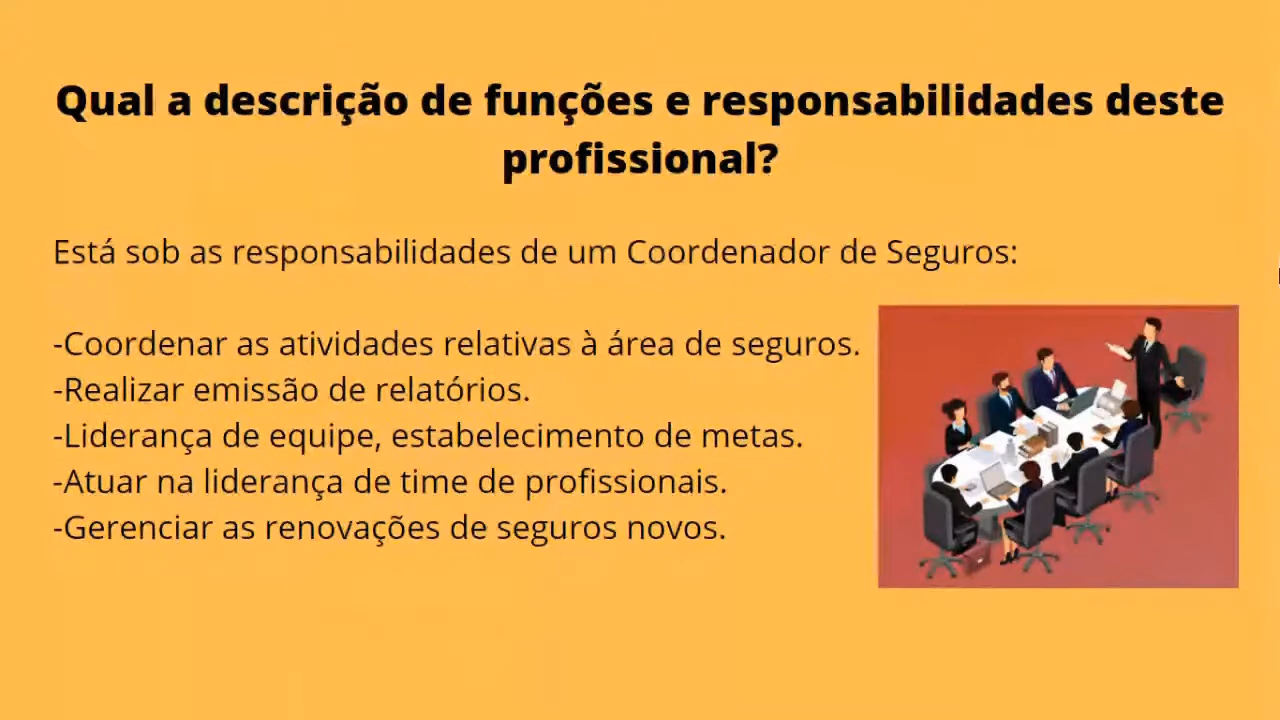 Qual a descrição de funções e responsabilidades deste
profissional?
Está sob as responsabilidades de um Coordenador de Seguros:
-Coordenar as atividades relativas à área de seguros.
-Realizar emissão de relatórios.
-Liderança de equipe, estabelecimento de metas.
-Atuar na liderança de time de profissionais.
-Gerenciar as renovações de seguros novos.